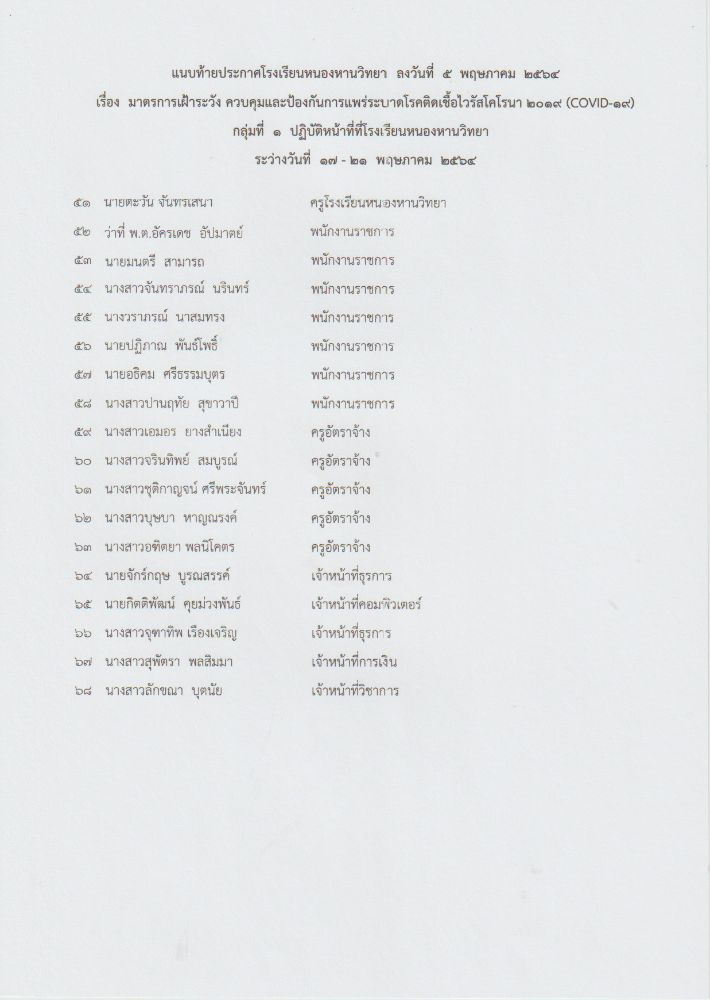 แนบท้ายประกาศโรงเรียนหนองหานวิทยา ลงวันที่ ๕ พฤษภาคม ๒๕๖๔
เรื่อง มาตรการเฝ้าระวัง ควบคุมและป้องกันการแพร่ระบาดโรคติดเชื้อไวรัสโคโรนา ๒๐๑๙ (COVID-๑๙)
กลุ่มที่ ๑ ปฏิบัติหน้าที่ที่โรงเรียนหนองหานวิทยา
ระว่างวันที่ ๑๗ - ๒๑ พฤษภาคม ๒๕๖๔
๕๑ นายตะวัน จันทรเสนา ครูโรงเรียนหนองหานวิทยา
๕๒ ว่าที่ พ.ต.อัครเดช อัปมาตย์ พนักงานราชการ
๕๓ นายมนตรี สามารถ พนักงานราชการ
๕๔ นางสาวจันทราภรณ์ นรินทร์ พนักงานราชการ
๕๕ นางวราภรณ์ นาสมทรง พนักงานราชการ
๕๖ นายปฏิภาณ พันธ์โพธิ์ พนักงานราชการ
๕๗ นายอธิคม ศรีธรรมบุตร พนักงานราชการ
๕๘ นางสาวปานฤทัย สุขาวาปี พนักงานราชการ
๕๙ นางสาวเอมอร ยางสำเนียง ครูอัตราจ้าง
๖๐ นางสาวจรินทิพย์ สมบูรณ์ ครูอัตราจ้าง
๖๑ นางสาวชุติกาญจน์ ศรีพระจันทร์ ครูอัตราจ้าง
๖๒ นางสาวบุษบา หาญณรงค์ ครูอัตราจ้าง
๖๓ นางสาวอฑิตยา พลนิโคตร ครูอัตราจ้าง
๖๔ นายจักร์กฤษ บูรณสรรค์ เจ้าหน้าที่ธุรการ
๖๕ นายกิตติพัฒน์ คุยม่วงพันธ์ เจ้าหน้าที่คอมพิวเตอร์
๖๖ นางสาวจุฑาทิพ เรืองเจริญ เจ้าหน้าที่ธุรการ
๖๗ นางสาวสุพัตรา พลสิมมา เจ้าหน้าที่การเงิน
๖๘ นางสาวลักขณา บุตนัย เจ้าหน้าที่วิชาการ